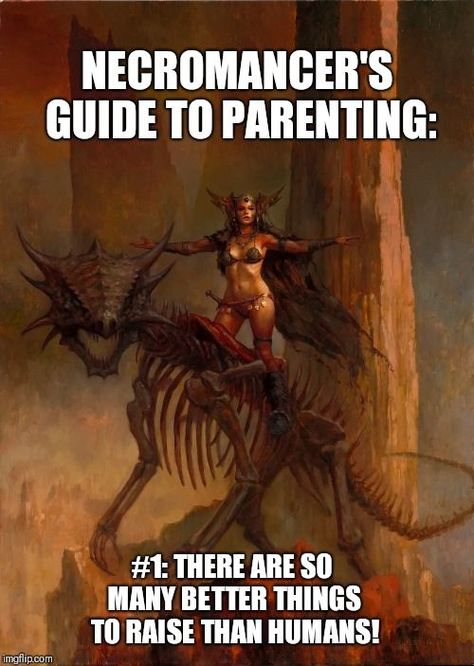 NECROMANCER'S
GUIDE TO PARENTING:
#1: THERE ARE SO
MANY BETTER THINGS
TO RAISE THAN HUMANS!
imgflip.com